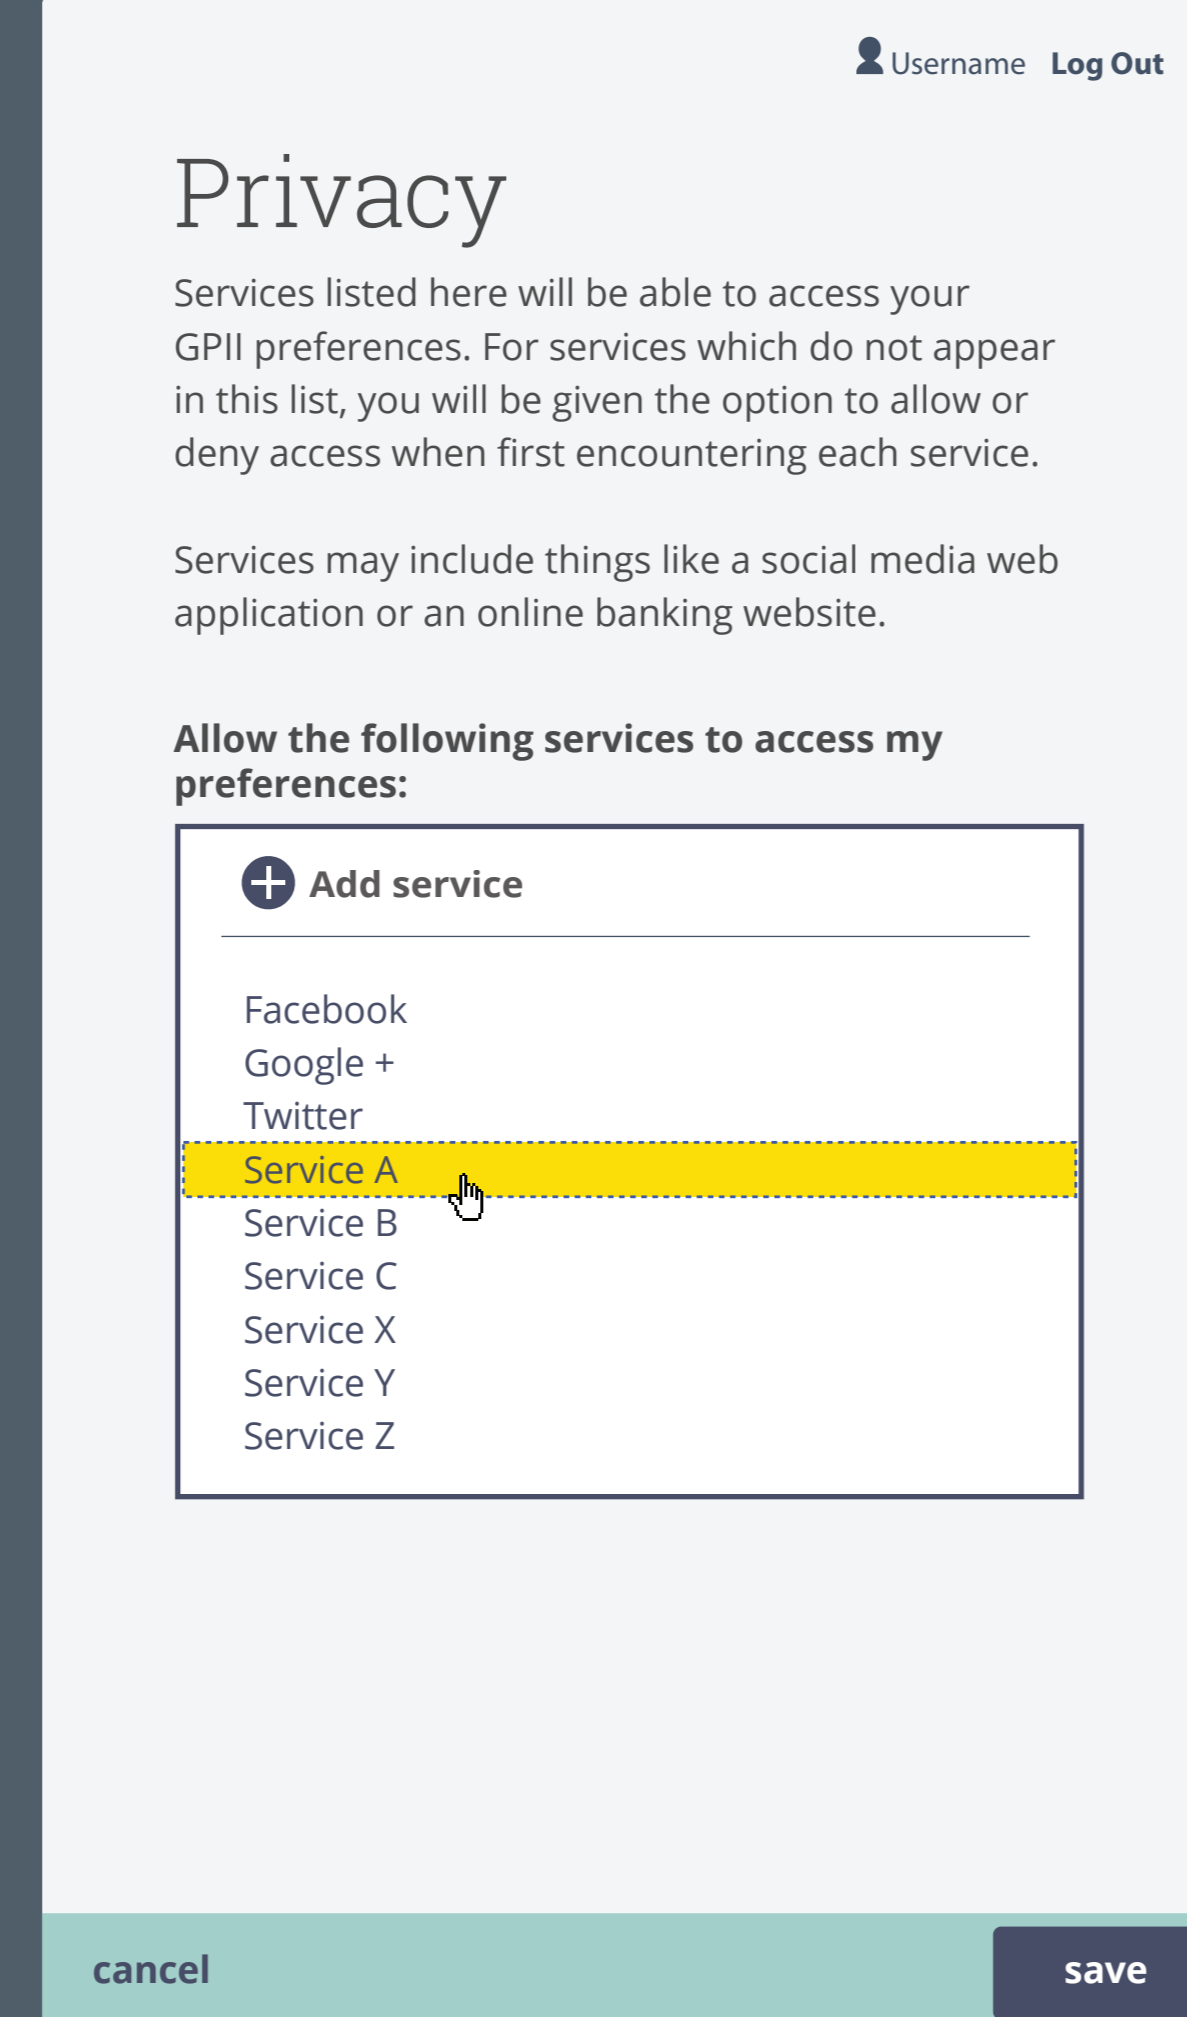 Username Log Out
Privacy
Services listed here will be able to access your
GPII preferences. For services which do not appear
in this list, you will be given the option to allow or
deny access when first encountering each service.
Services may include things like a social media web
application or an online banking website.
Allow the following services to access my
preferences:
Add service
Facebook
Google +
Twitter
Service A
Service B
Service C
Service X
Service Y
Service Z
cancel save